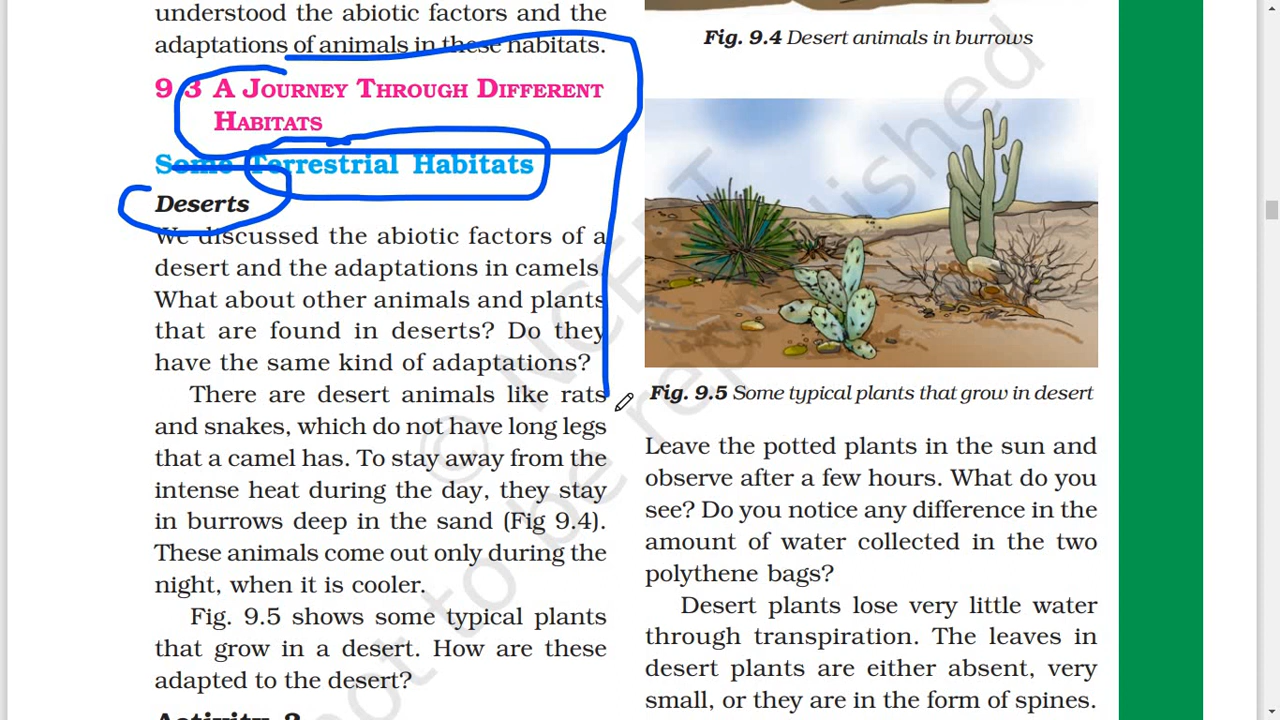 understood the abiotic factors and the
adaptations of animals in these habitats.
9.3 A Journey Through Different
Habitats
Some Terrestrial Habitats
Deserts
We discussed the abiotic factors of a
desert and the adaptations in camels.
What about other animals and plants
that are found in deserts? Do they
have the same kind of adaptations?
There are desert animals like rats
and snakes, which do not have long legs
that a camel has. To stay away from the
intense heat during the day, they stay
in burrows deep in the sand (Fig 9.4).
These animals come out only during the
night, when it is cooler.
Fig. 9.5 shows some typical plants
that grow in a desert. How are these
adapted to the desert?
Activity 2
Fig. 9.4 Desert animals in burrows
Fig. 9.5 Some typical plants that grow in desert
Leave the potted plants in the sun and
observe after a few hours. What do you
see? Do you notice any difference in the
amount of water collected in the two
polythene bags?
Desert plants lose very little water
through transpiration. The leaves in
desert plants are either absent, very
small, or they are in the form of spines.
© NCERT
not to be republished